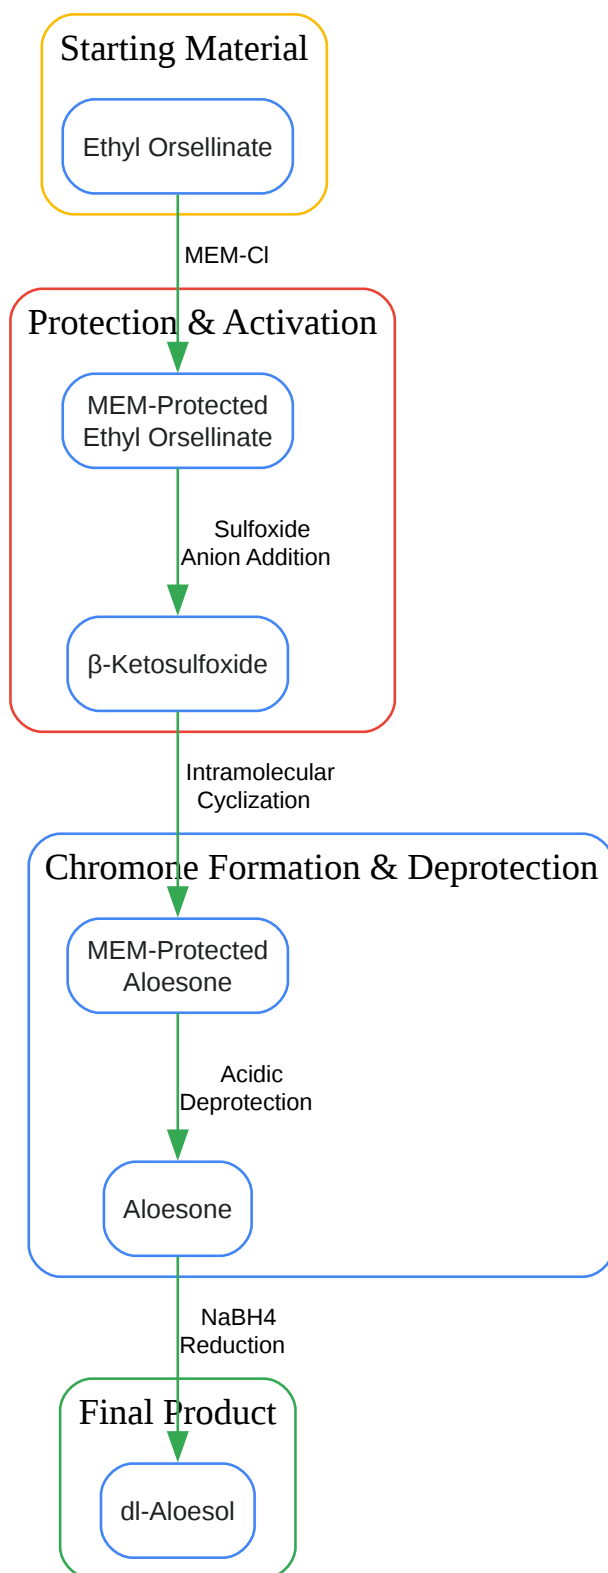 Starting Material
Ethyl Orsellinate
MEM-Cl
Protection & Activation
MEM-Protected
Ethyl Orsellinate
Sulfoxide
Anion Addition
β-Ketosulfoxide
Intramolecular
Cyclization
Chromone Formation & Deprotection
MEM-Protected
Aloesone
Acidic
Deprotection
Aloesone
NaBH4
Reduction
Final Product
dl-Aloesol